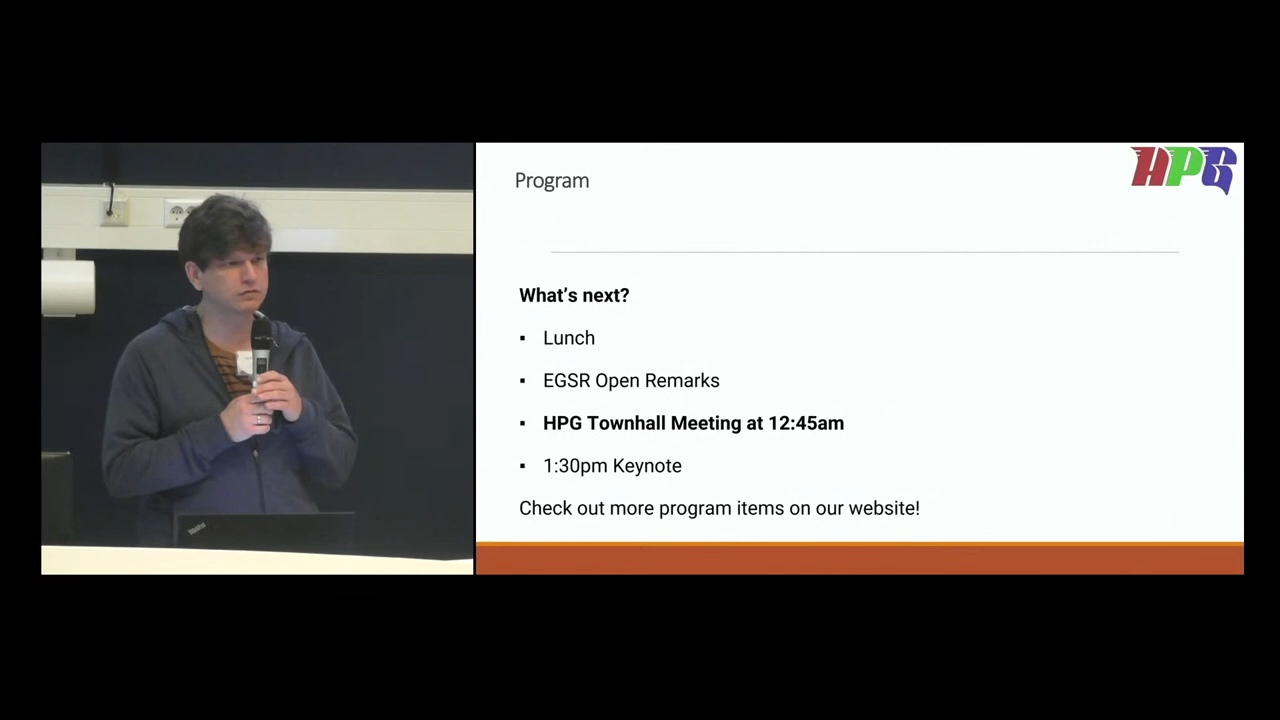 Program
HPG
What’s next?
▪ Lunch
▪ EGSR Open Remarks
▪ HPG Townhall Meeting at 12:45am
▪ 1:30pm Keynote
Check out more program items on our website!
ThinkPad